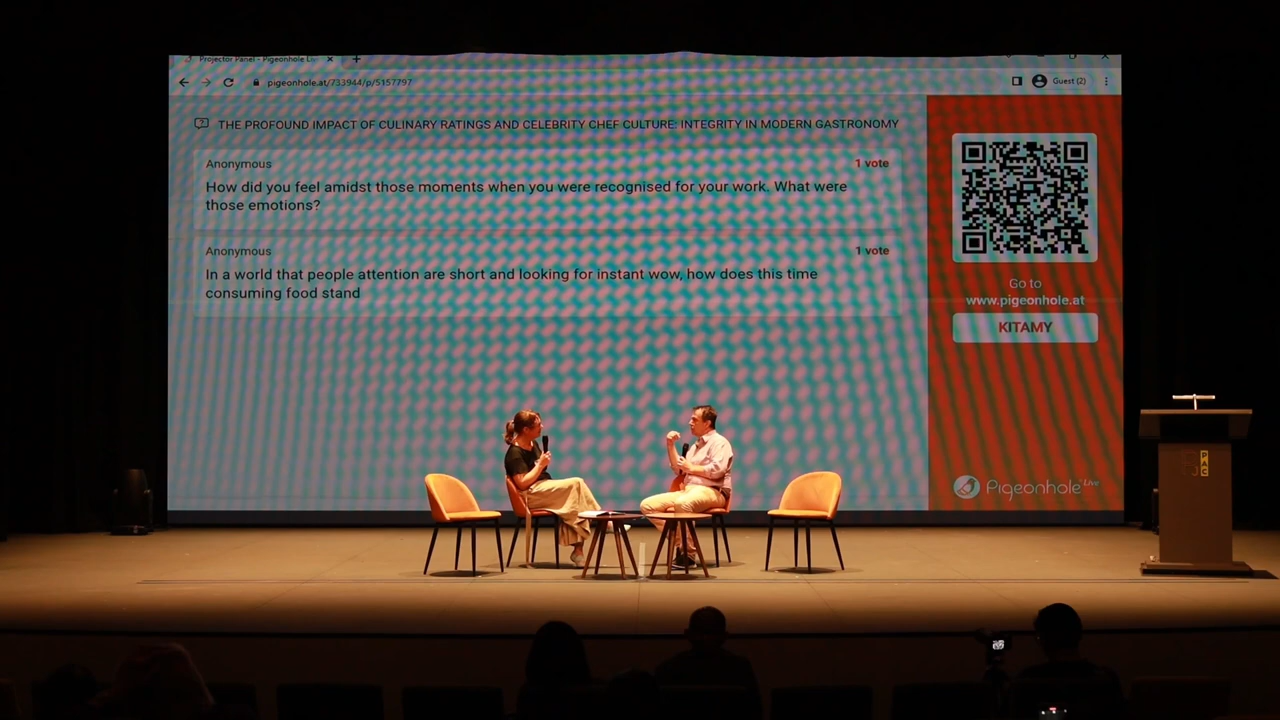 Projector Panel - Pigeonhole Live
pigeonhole.at/733944/p/5157797
Guest (2)
THE PROFOUND IMPACT OF CULINARY RATINGS AND CELEBRITY CHEF CULTURE: INTEGRITY IN MODERN GASTRONOMY
Anonymous
1 vote
How did you feel amidst those moments when you were recognised for your work. What were
those emotions?
Anonymous
1 vote
In a world that people attention are short and looking for instant wow, how does this time
consuming food stand
Go to
www.pigeonhole.at
KITAMY
Pigeonhole Live
PAC